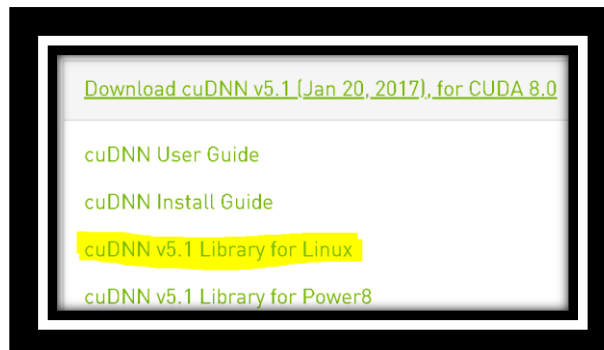 Download cuDNN v5.1 (Jan 20, 2017), for CUDA 8.0
cuDNN User Guide
cuDNN Install Guide
cuDNN v5.1 Library for Linux
cuDNN v5.1 Library for Power8